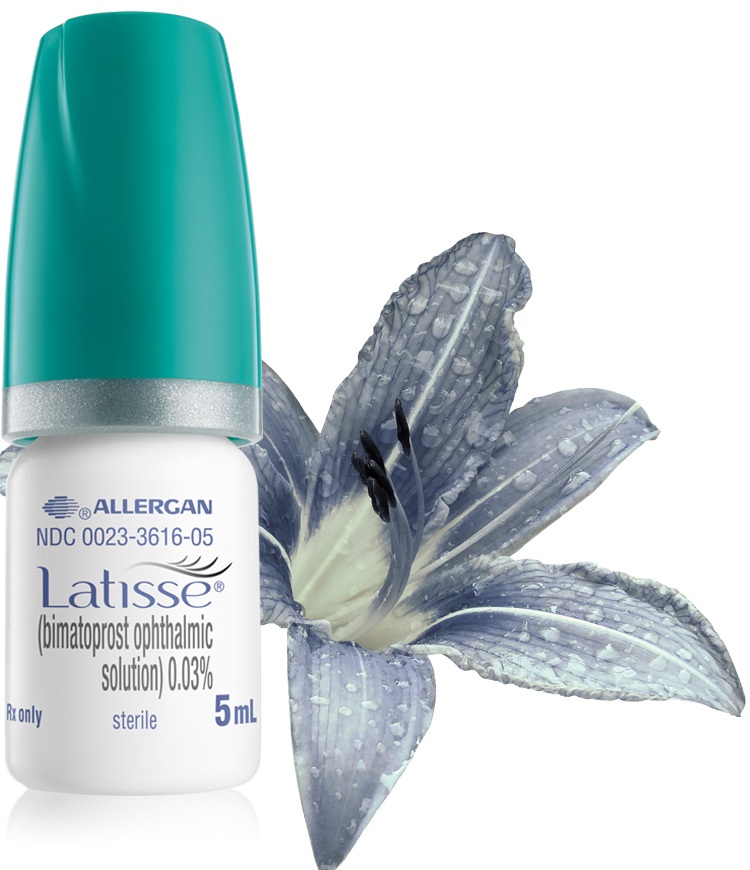 ® ALLERGAN
NDC 0023-3616-05
Latisse®
(bimatoprost ophthalmic
solution) 0.03%
Rx only sterile 5 mL